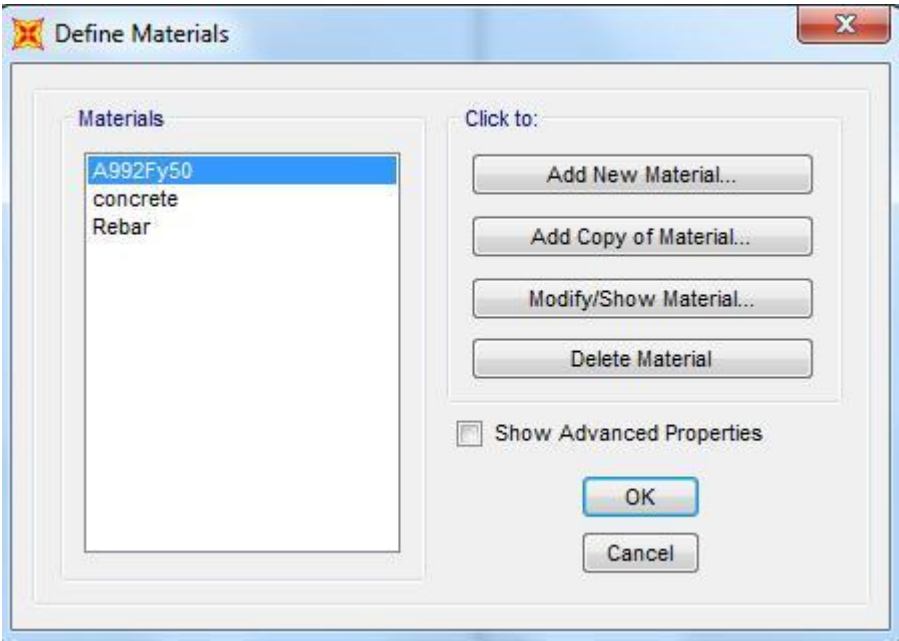 Define Materials
Materials
A992Fy50
concrete
Rebar
Click to:
Add New Material...
Add Copy of Material...
Modify/Show Material...
Delete Material
Show Advanced Properties
OK
Cancel